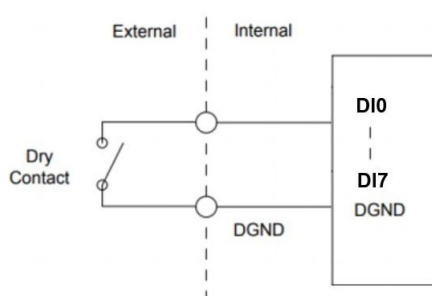 External
Internal
DI0
Dry
Contact
DI7
DGND
DGND